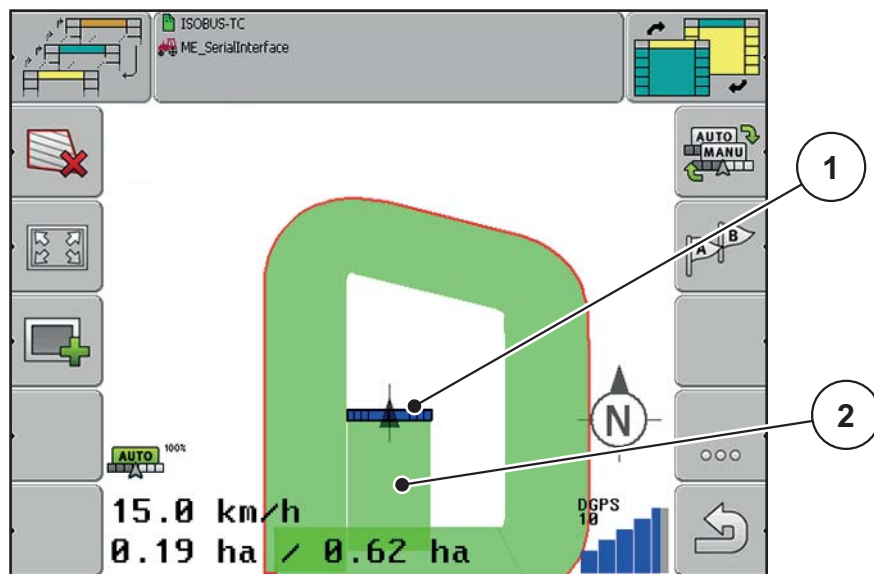 ISOBUS-TC
ME_SerialInterface
AUTO
MANU
1
A B
N
2
AUTO 100%
15.0 km/h
DGPS
10
0.19 ha / 0.62 ha